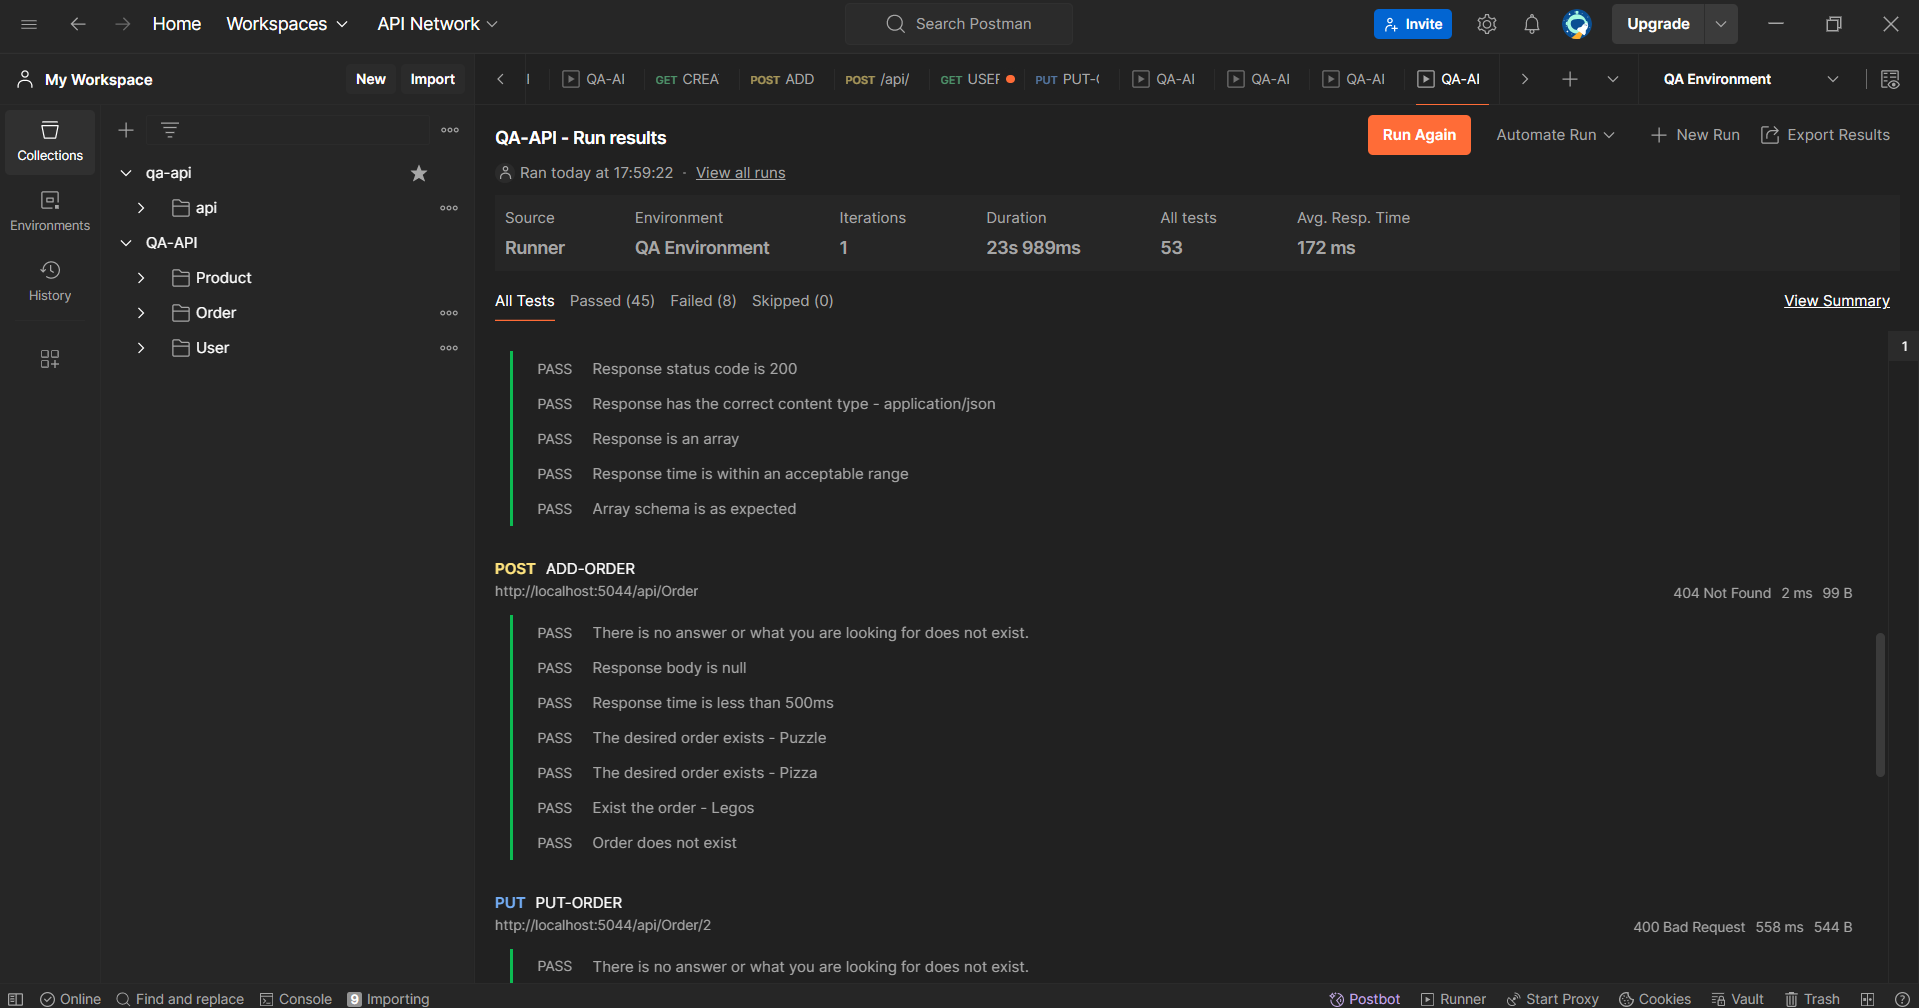 Home Workspaces API Network Search Postman Invite Upgrade
My Workspace New Import QA-AI GET CREA POST ADD POST /api/ GET USER PUT PUT-( QA-AI QA-AI QA-AI QA-AI QA Environment
Collections
Environments
History
qa-api
api
QA-API
Product
Order
User
QA-API - Run results
Run Again Automate Run New Run Export Results
Ran today at 17:59:22 · View all runs
Source Environment Iterations Duration All tests Avg. Resp. Time
Runner QA Environment 1 23s 989ms 53 172 ms
All Tests Passed (45) Failed (8) Skipped (0) View Summary
1
PASS Response status code is 200
PASS Response has the correct content type - application/json
PASS Response is an array
PASS Response time is within an acceptable range
PASS Array schema is as expected
POST ADD-ORDER
http://localhost:5044/api/Order 404 Not Found 2 ms 99 B
PASS There is no answer or what you are looking for does not exist.
PASS Response body is null
PASS Response time is less than 500ms
PASS The desired order exists - Puzzle
PASS The desired order exists - Pizza
PASS Exist the order - Legos
PASS Order does not exist
PUT PUT-ORDER
http://localhost:5044/api/Order/2 400 Bad Request 558 ms 544 B
PASS There is no answer or what you are looking for does not exist.
Online Find and replace Console 9 Importing Postbot Runner Start Proxy Cookies Vault Trash